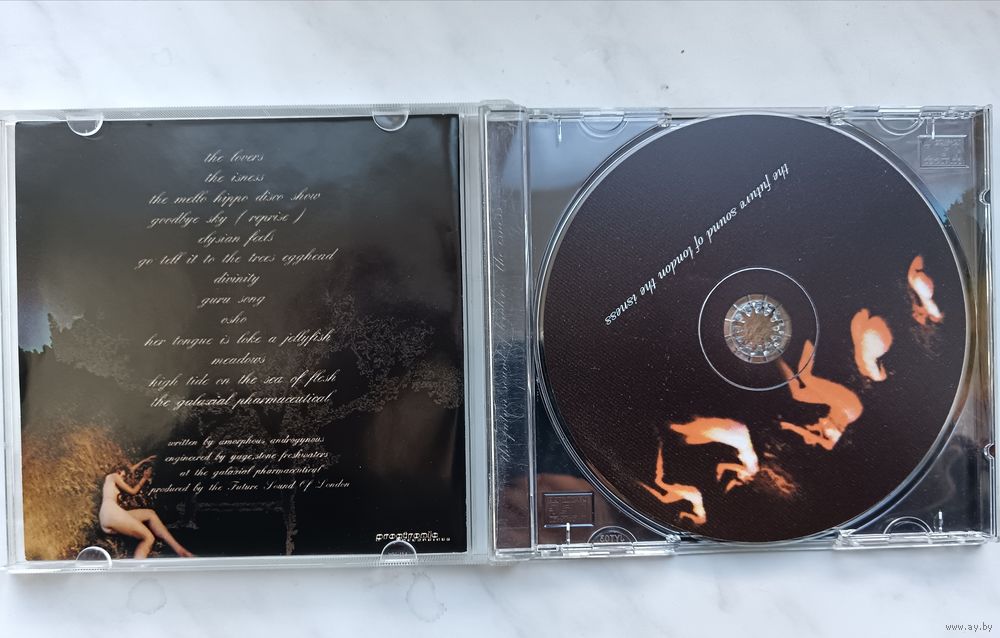 the lovers
the isness
the mello hippo disco show
goodbye sky ( reprise )
elysian feels
go tell it to the trees egghead
divinity
guru song
osho
her tongue is like a jellyfish
meadows
high tide on the sea of flesh
the galaxial pharmaceutical
written by amorphous androgynous
engineered by yage, stone freshwaters
at the galaxial pharmaceutical
produced by the Future Sound Of London
the future sound of london the isness
www.ay.by